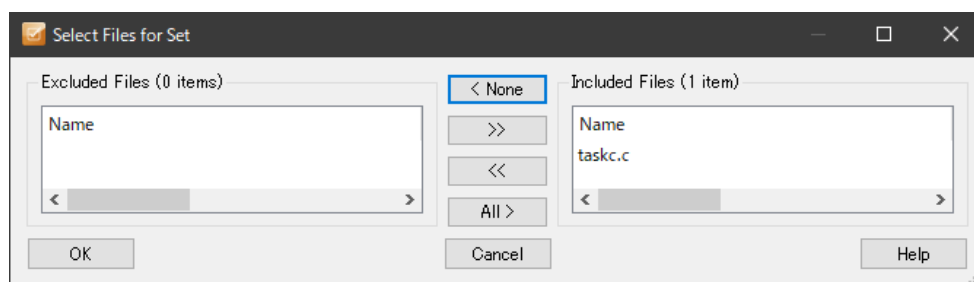 Select Files for Set
Excluded Files (0 items)
Name
< None
>>
<<
All >
Included Files (1 item)
Name
taskc.c
OK
Cancel
Help